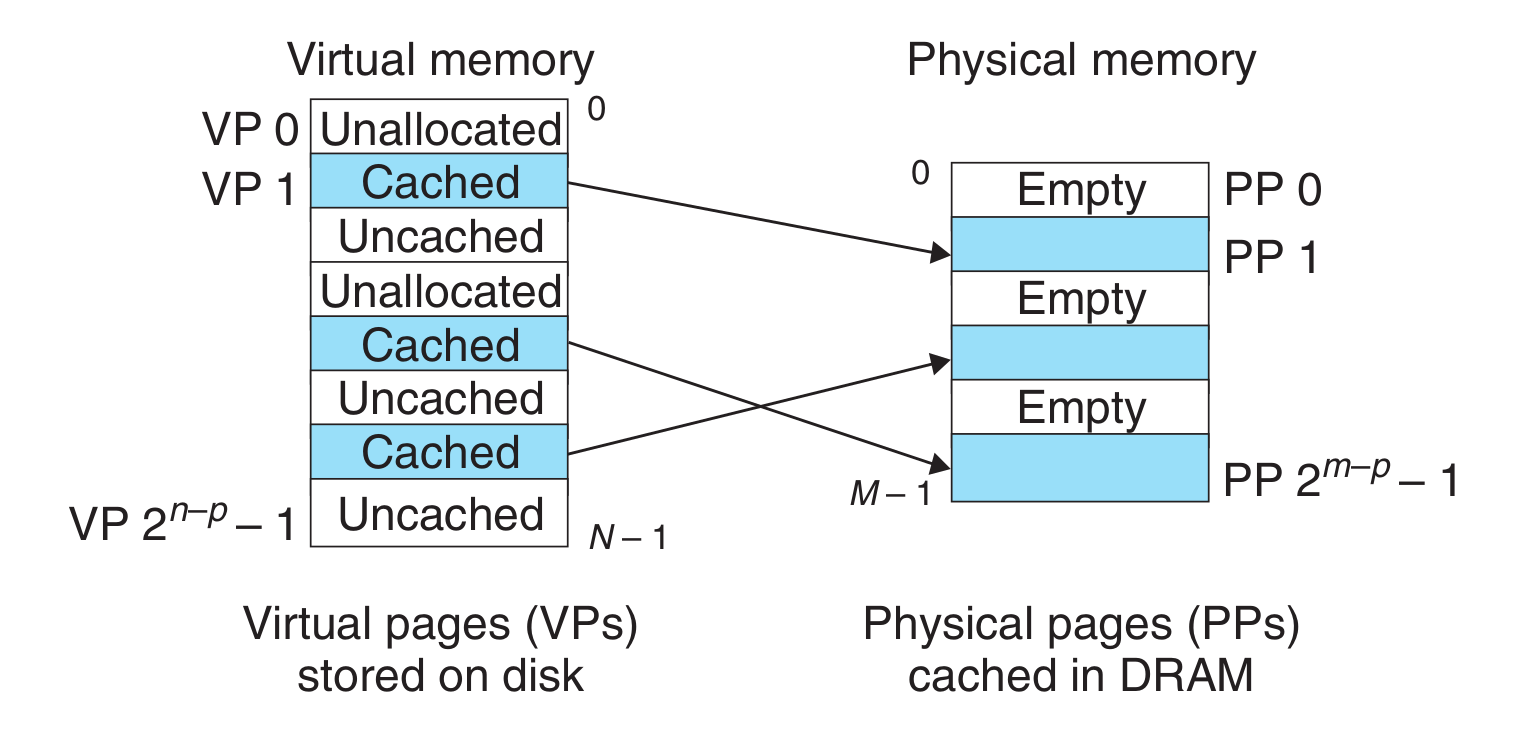 Virtual memory
Physical memory
VP 0
Unallocated
0
VP 1
Cached
Uncached
Unallocated
Cached
Uncached
Cached
VP 2^{n–p} – 1
Uncached
N – 1
0
Empty
PP 0
PP 1
Empty
Empty
M – 1
PP 2^{m–p} – 1
Virtual pages (VPs)
stored on disk
Physical pages (PPs)
cached in DRAM